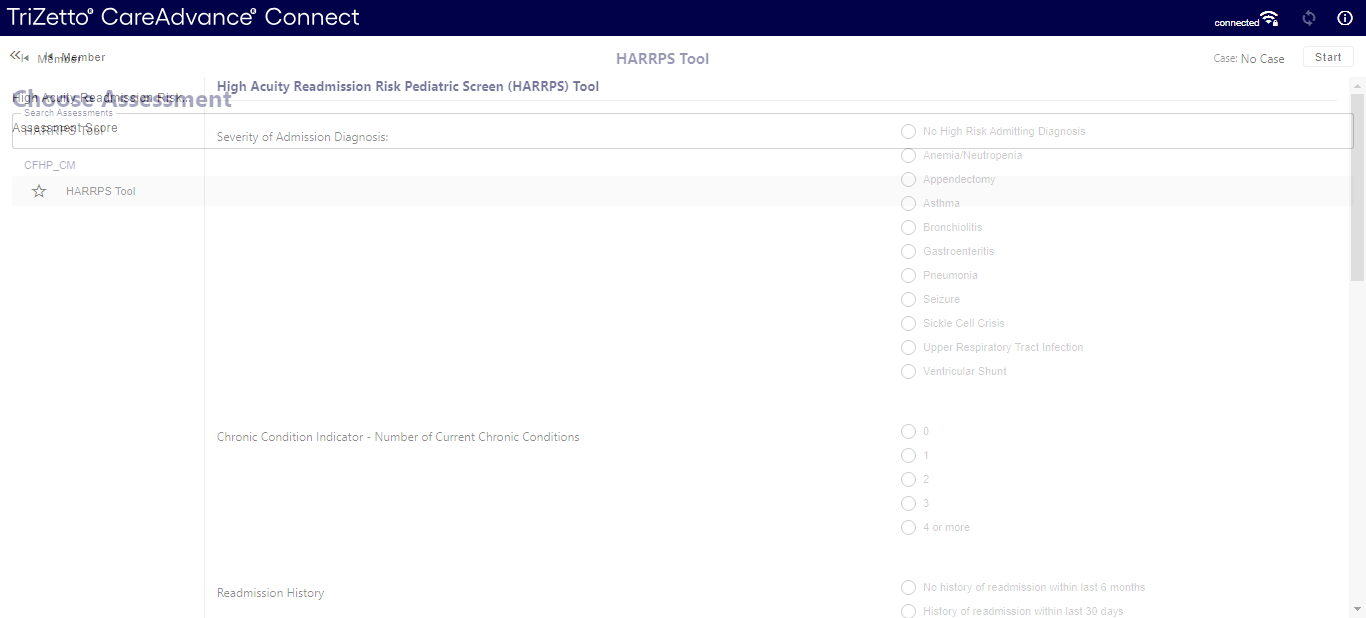 TriZetto® CareAdvance® Connect
connected
Member
Member
HARRPS Tool
Case: No Case
Start
High Acuity Readmission Risk Pediatric Screen (HARRPS) Tool
High Acuity Readmission Risk...
Choose Assessment
Search Assessments
HARRPS Tool
Assessment Score
CFHP_CM
HARRPS Tool
Severity of Admission Diagnosis:
No High Risk Admitting Diagnosis
Anemia/Neutropenia
Appendectomy
Asthma
Bronchiolitis
Gastroenteritis
Pneumonia
Seizure
Sickle Cell Crisis
Upper Respiratory Tract Infection
Ventricular Shunt
Chronic Condition Indicator - Number of Current Chronic Conditions
0
1
2
3
4 or more
Readmission History
No history of readmission within last 6 months
History of readmission within last 30 days